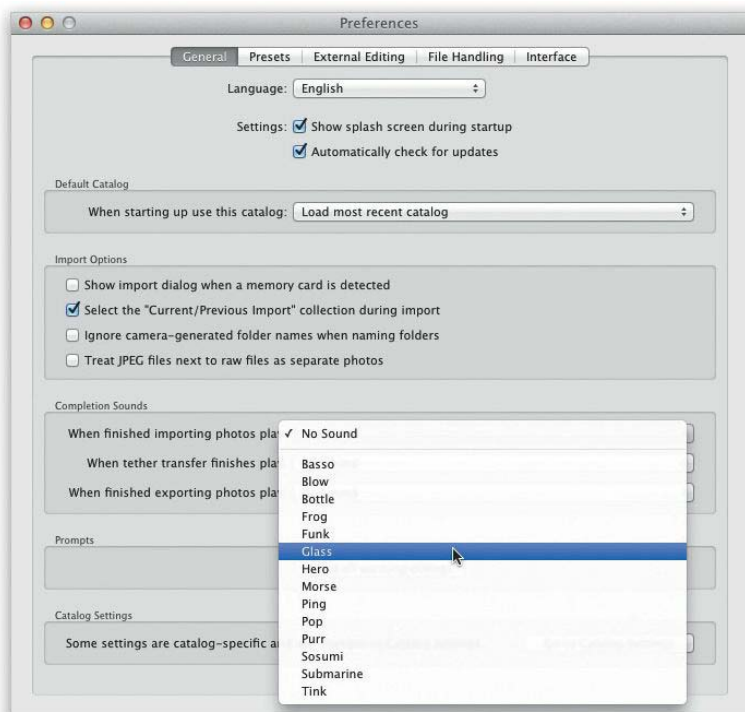 Preferences
General Presets External Editing File Handling Interface
Language: English
Settings: Show splash screen during startup
Automatically check for updates
Default Catalog
When starting up use this catalog: Load most recent catalog
Import Options
Show import dialog when a memory card is detected
Select the "Current/Previous Import" collection during import
Ignore camera-generated folder names when naming folders
Treat JPEG files next to raw files as separate photos
Completion Sounds
When finished importing photos pla ✓ No Sound
When tether transfer finishes pla
Basso
Blow
When finished exporting photos pla
Bottle
Frog
Funk
Prompts
Glass
Hero
Morse
Ping
Catalog Settings
Pop
Some settings are catalog-specific an
Purr
Sosumi
Submarine
Tink